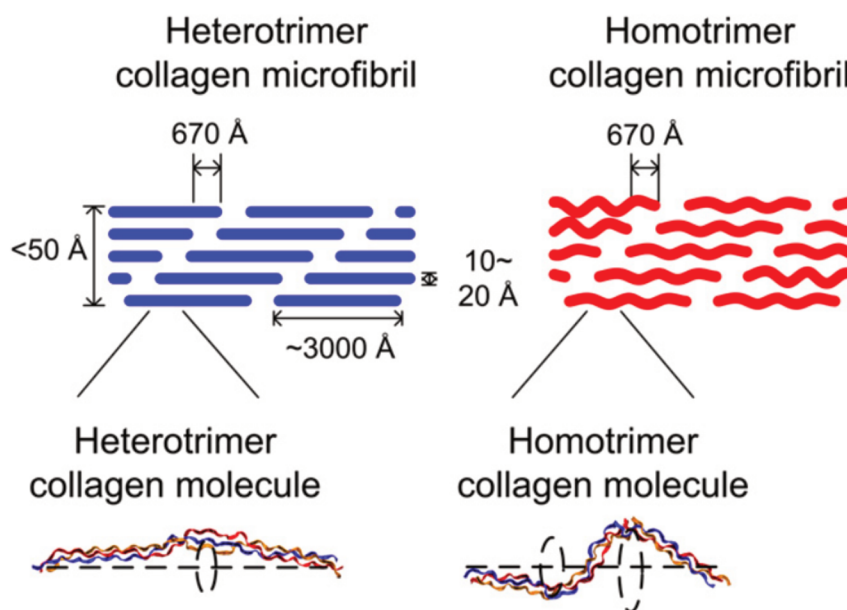 Heterotrimer
collagen microfibril
Homotrimer
collagen microfibril
670 Å
670 Å
<50 Å
10~
20 Å
~3000 Å
Heterotrimer
collagen molecule
Homotrimer
collagen molecule